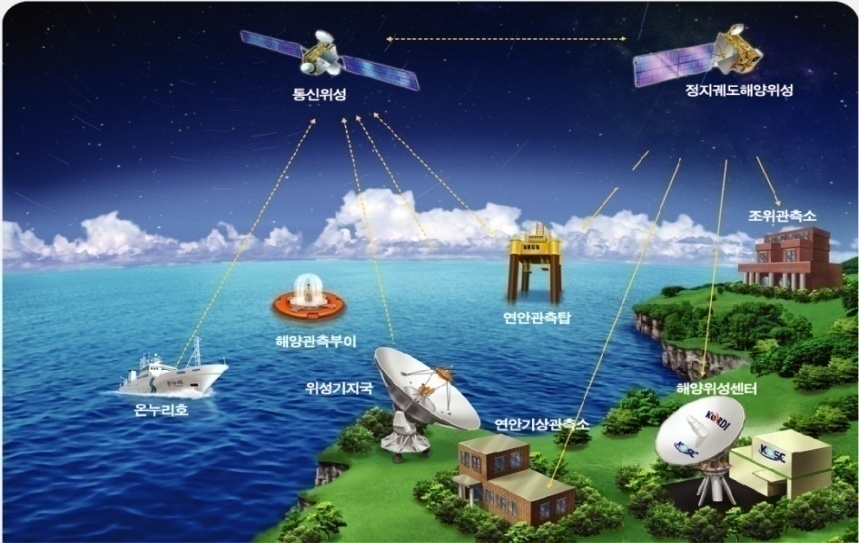 통신위성
정지궤도해양위성
조위관측소
연안관측탑
해양관측부이
온누리호
위성기지국
해양위성센터
연안기상관측소
KORDI
KOSC
KOSC